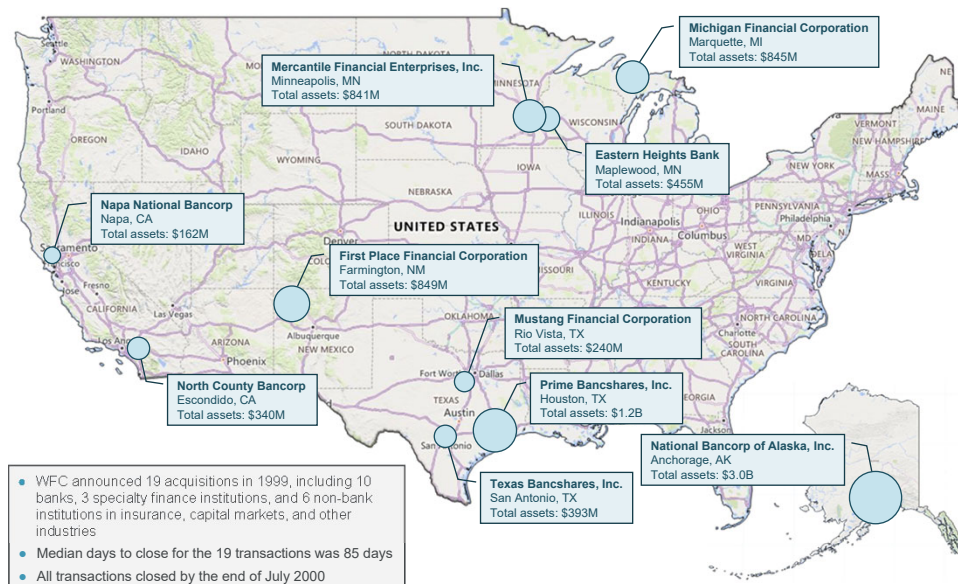 Michigan Financial Corporation
Marquette, MI
Total assets: $845M
Mercantile Financial Enterprises, Inc.
Minneapolis, MN
Total assets: $841M
Eastern Heights Bank
Maplewood, MN
Total assets: $455M
Napa National Bancorp
Napa, CA
Total assets: $162M
First Place Financial Corporation
Farmington, NM
Total assets: $849M
Mustang Financial Corporation
Rio Vista, TX
Total assets: $240M
North County Bancorp
Escondido, CA
Total assets: $340M
Prime Bancshares, Inc.
Houston, TX
Total assets: $1.2B
National Bancorp of Alaska, Inc.
Anchorage, AK
Total assets: $3.0B
Texas Bancshares, Inc.
San Antonio, TX
Total assets: $393M
Seattle
WASHINGTON
Portland
OREGON
IDAHO
WYOMING
SOUTH DAKOTA
WISCONSIN
IOWA
NEBRASKA
UNITED STATES
Denver
ILLINOIS
Indianapolis
INDIANA
OHIO
Columbus
PENNSYLVANIA
Philadelphia
NEW YORK
VERMONT
NEW HAMPSHIRE
MAINE
MASS
WEST
VIRGINIA
VIRGINIA
KENTUCKY
NORTH CAROLINA
Charlotte
SOUTH
CAROLINA
San Jose
Fresno
CALIFORNIA
Las Vegas
ARIZONA
Phoenix
Albuquerque
NEW MEXICO
OKLAHOMA
Fort Worth
Dallas
TEXAS
Austin
• WFC announced 19 acquisitions in 1999, including 10
banks, 3 specialty finance institutions, and 6 non-bank
institutions in insurance, capital markets, and other
industries
• Median days to close for the 19 transactions was 85 days
• All transactions closed by the end of July 2000